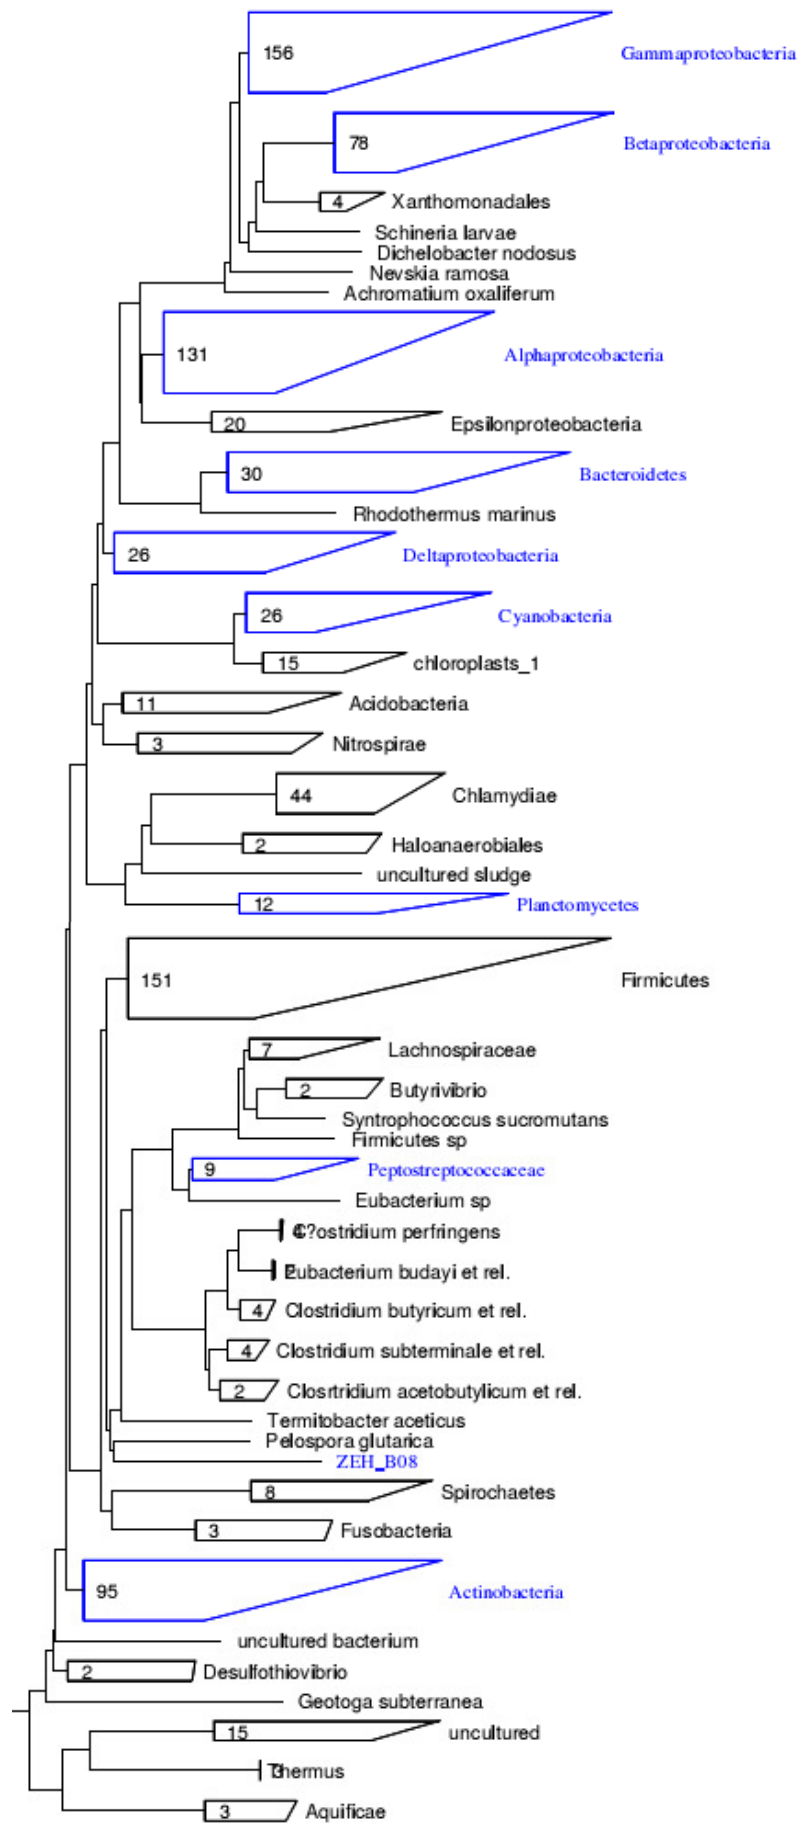 156 Gammaproteobacteria
78 Betaproteobacteria
4 Xanthomonadales
Schineria larvae
Dichelobacter nodosus
Nevskia ramosa
Achromatium oxaliferum
131 Alphaproteobacteria
20 Epsilonproteobacteria
30 Bacteroidetes
Rhodothermus marinus
26 Deltaproteobacteria
26 Cyanobacteria
15 chloroplasts_1
11 Acidobacteria
3 Nitrospirae
44 Chlamydiae
2 Haloanaerobiales
uncultured sludge
12 Planctomycetes
151 Firmicutes
7 Lachnospiraceae
2 Butyrivibrio
Syntrophococcus sucromutans
Firmicutes sp
9 Peptostreptococcaceae
Eubacterium sp
4 C?ostridium perfringens
Eubacterium budayi et rel.
4 Clostridium butyricum et rel.
4 Clostridium subterminale et rel.
2 Closrtridium acetobutylicum et rel.
Termitobacter aceticus
Pelospora glutarica
ZEH_B08
8 Spirochaetes
3 Fusobacteria
95 Actinobacteria
uncultured bacterium
2 Desulfothiovibrio
Geotoga subterranea
15 uncultured
3 Thermus
3 Aquificae